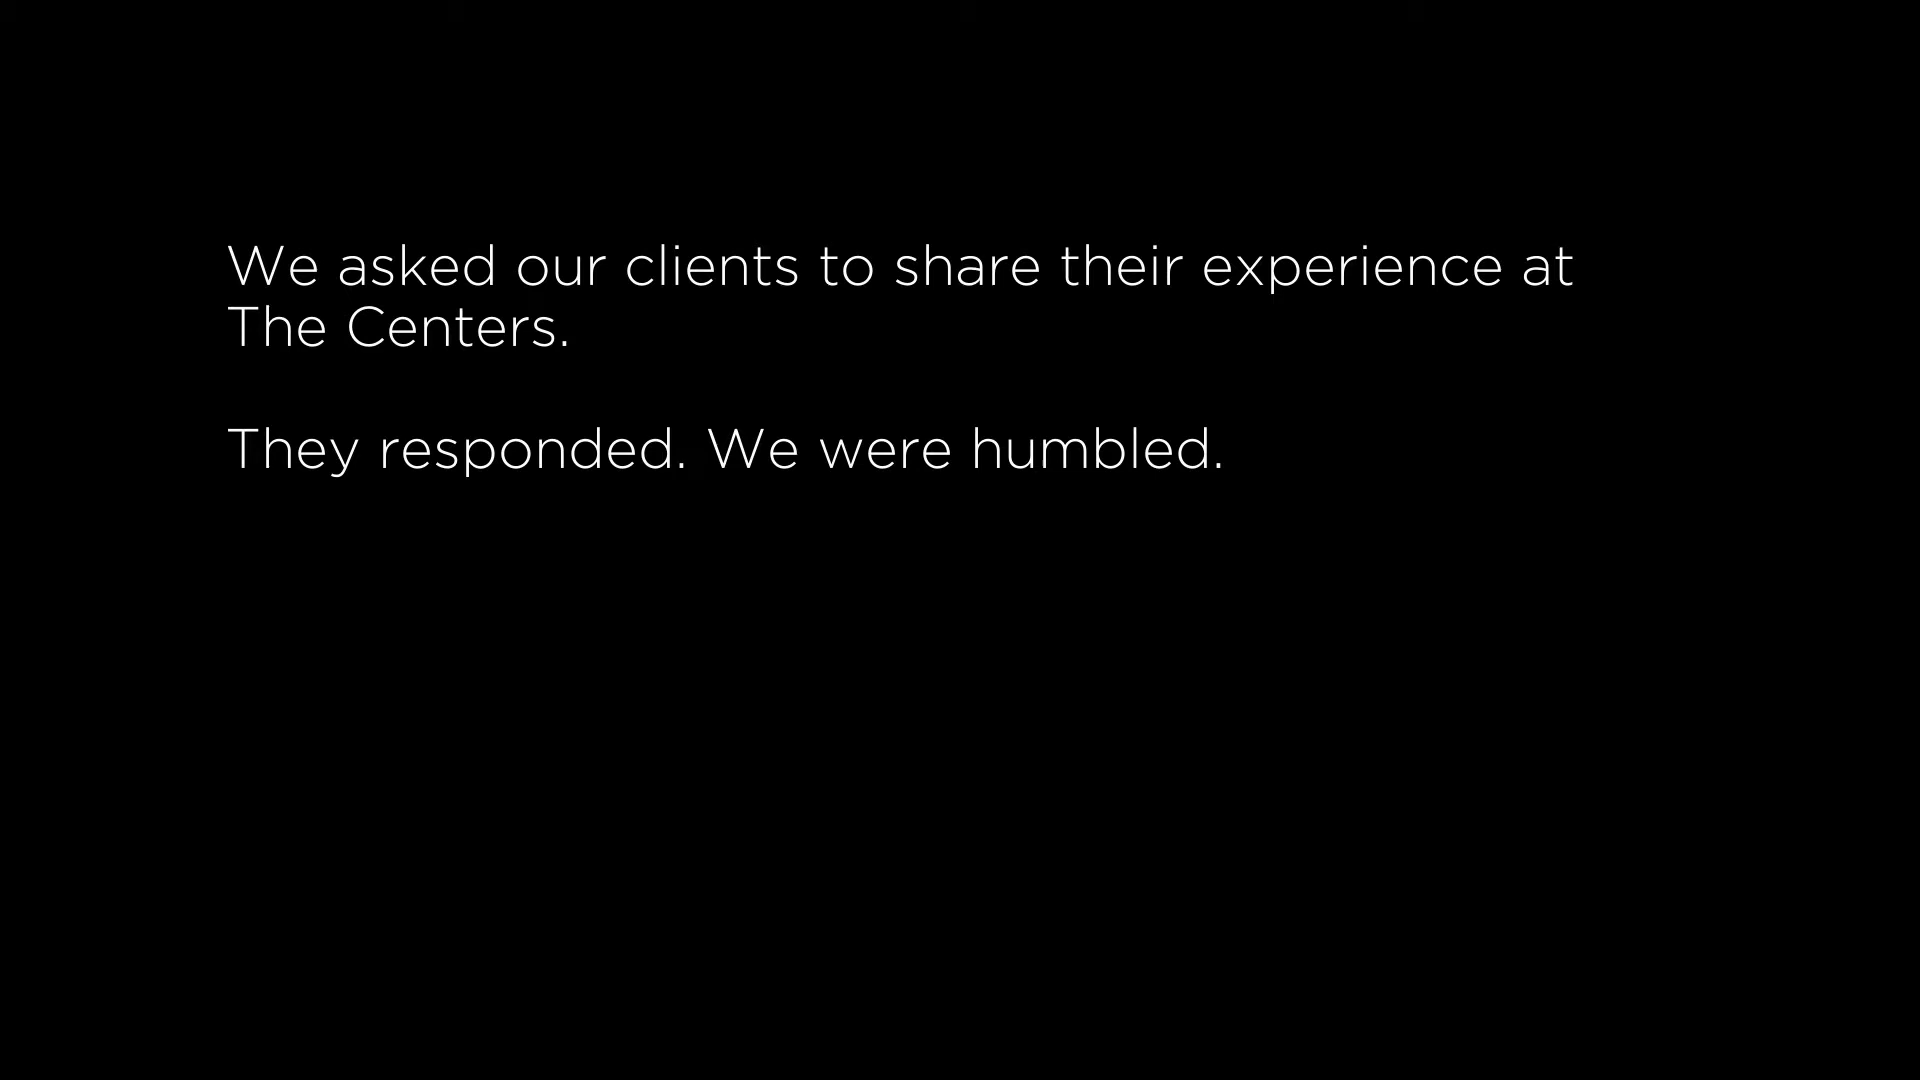 We asked our clients to share their experience at
The Centers.
They responded. We were humbled.